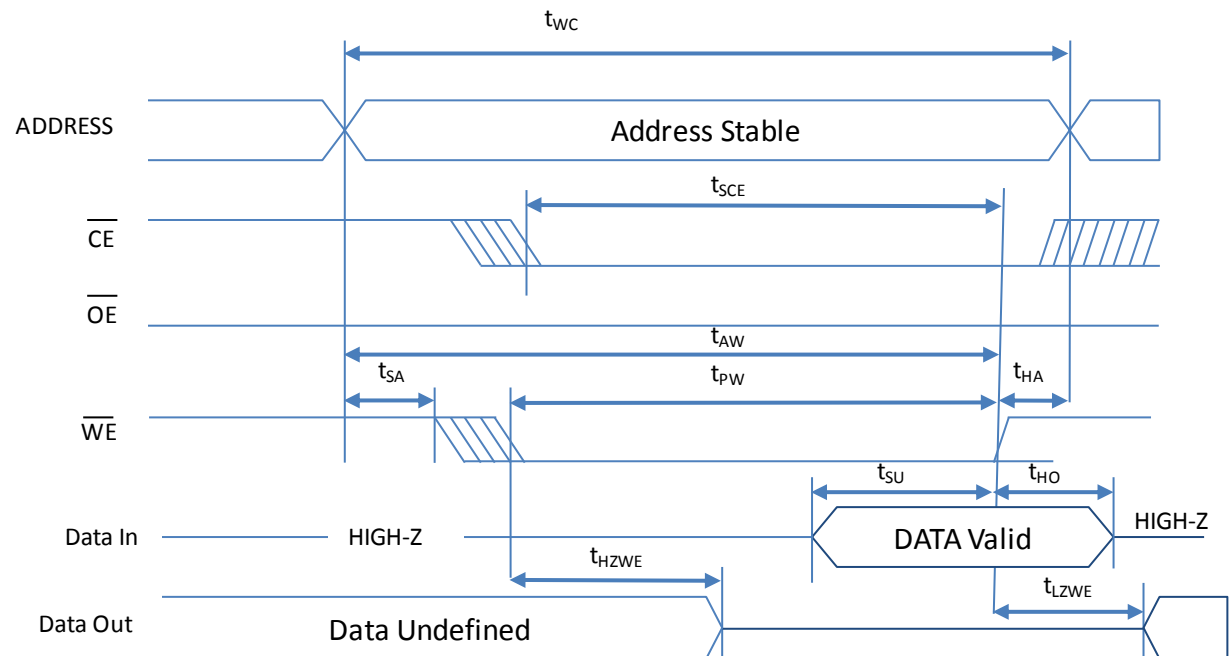 tWC
ADDRESS
Address Stable
tSCE
CE
OE
tAW
tSA
tPW
tHA
WE
tSU
tHO
Data In
HIGH-Z
DATA Valid
HIGH-Z
tHZWE
tLZWE
Data Out
Data Undefined